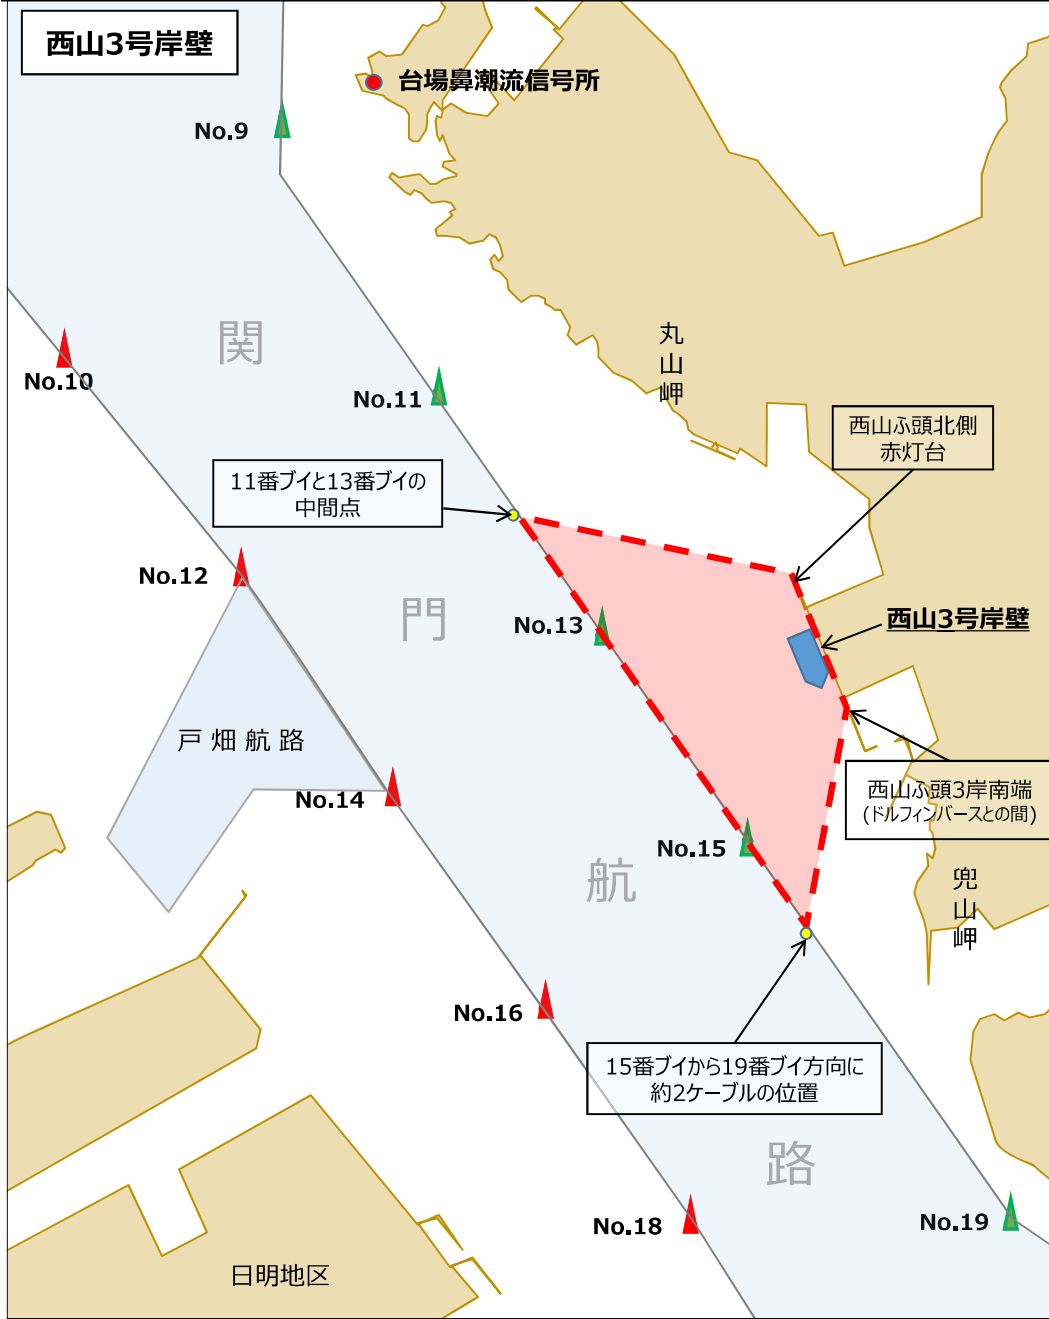 西山3号岸壁
台場鼻潮流信号所
No.9
関
丸
山
岬
No.10
No.11
西山ふ頭北側
赤灯台
11番ブイと13番ブイの
中間点
No.12
門
No.13
西山3号岸壁
戸畑航路
No.14
西山ふ頭3岸南端
(ドルフィンバースとの間)
No.15
航
兜
山
岬
No.16
15番ブイから19番ブイ方向に
約2ケーブルの位置
路
No.18
No.19
日明地区